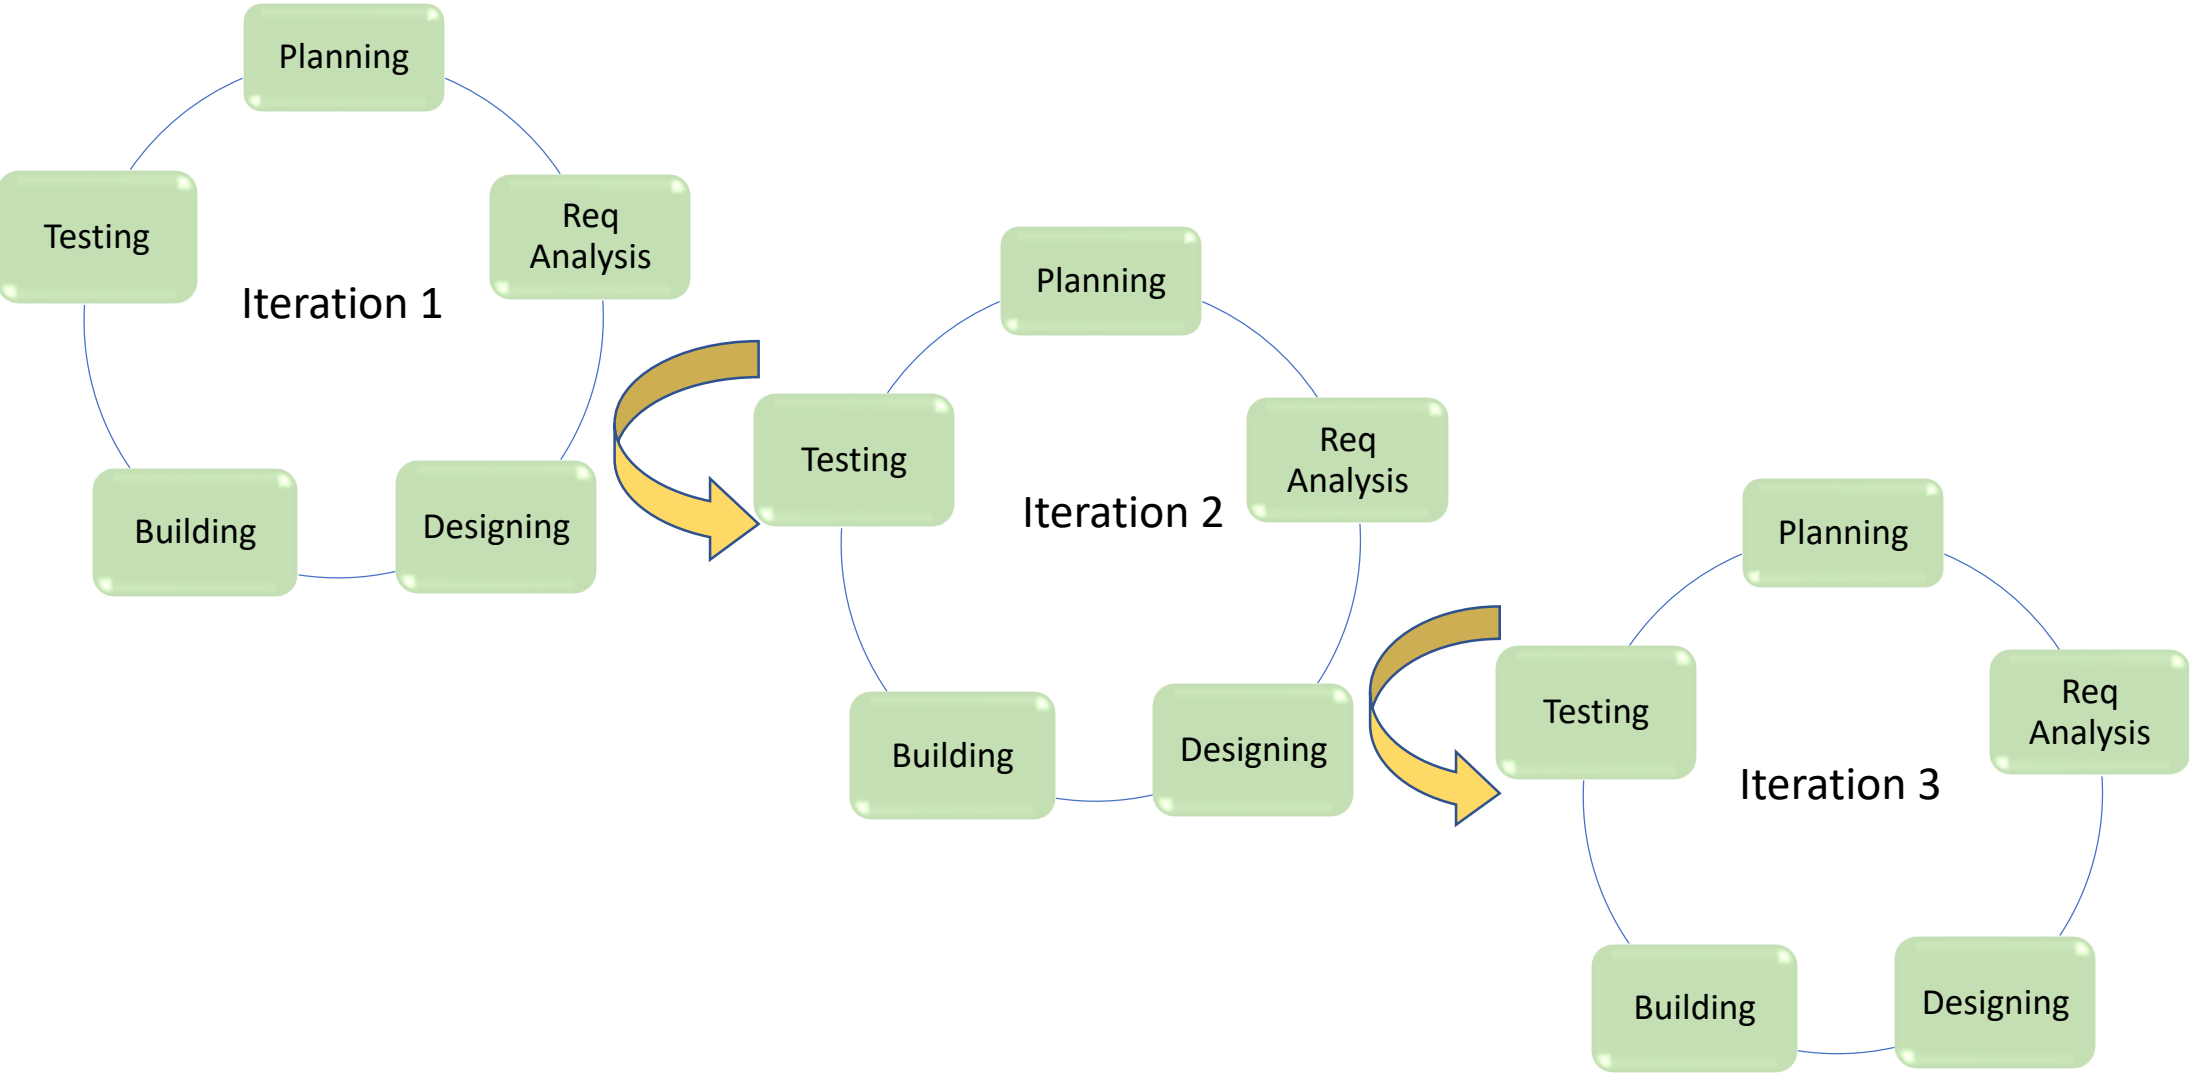 Planning
Req
Analysis
Testing
Iteration 1
Building
Designing
Planning
Req
Analysis
Testing
Iteration 2
Building
Designing
Planning
Req
Analysis
Testing
Iteration 3
Building
Designing